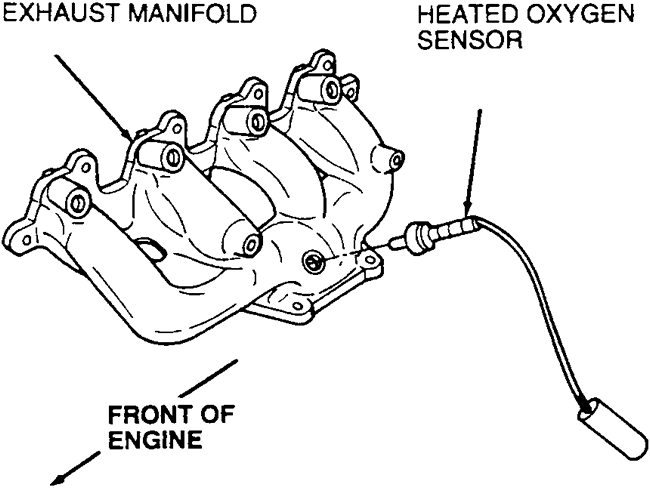 EXHAUST MANIFOLD
HEATED OXYGEN
SENSOR
FRONT OF
ENGINE